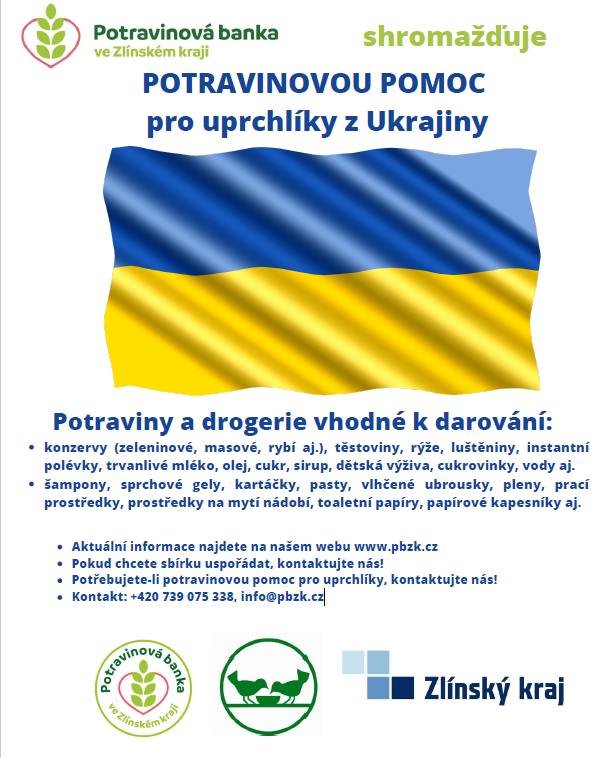 Potravinová banka
ve Zlínském kraji
shromažďuje
POTRAVINOVOU POMOC
pro uprchlíky z Ukrajiny
Potraviny a drogerie vhodné k darování:
• konzervy (zeleninové, masové, rybí aj.), těstoviny, rýže, luštěniny, instantní
polévky, trvanlivé mléko, olej, cukr, sirup, dětská výživa, cukrovinky, vody aj.
• šampony, sprchové gely, kartáčky, pasty, vlhčené ubrousky, pleny, prací
prostředky, prostředky na mytí nádobí, toaletní papíry, papírové kapesníky aj.
• Aktuální informace najdete na našem webu www.pbzk.cz
• Pokud chcete sbírku uspořádat, kontaktujte nás!
• Potřebujete-li potravinovou pomoc pro uprchlíky, kontaktujte nás!
• Kontakt: +420 739 075 338, info@pbzk.cz
Potravinová banka
ve Zlínském kraji
Zlínský kraj